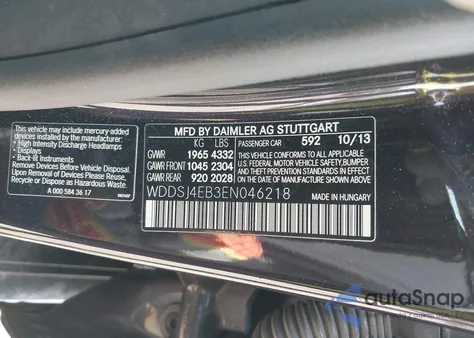 This vehicle may include mercury-added
devices installed by the manufacturer:
- High Intensity Discharge Headlamps
- Displays
- Back-lit Instruments
Remove Devices Before Vehicle Disposal
Upon Removal of Devices Please Reuse,
Recycle or Dispose as Hazardous Waste
A 000 584 36 17
MFD BY DAIMLER AG STUTTGART
KG LBS PASSENGER CAR 592 10/13
GVWR 1965 4332
GAWR FRONT 1045 2304
GAWR REAR 920 2028
THIS VEHICLE CONFORMS TO ALL APPLICABLE
U.S. FEDERAL MOTOR VEHICLE SAFETY, BUMPER,
AND THEFT PREVENTION STANDARDS
IN EFFECT ON THE DATE OF
MANUFACTURE SHOWN ABOVE.
WDDSJ4EB3EN046218
MADE IN HUNGARY
autoSnap